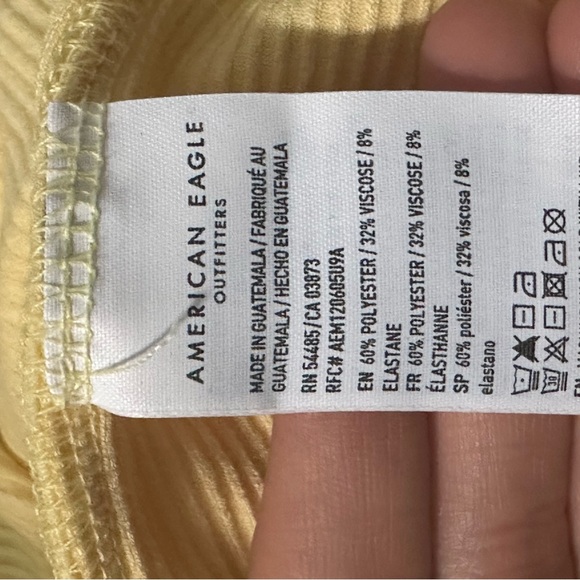 AMERICAN EAGLE
OUTFITTERS
MADE IN GUATEMALA / FABRIQUÉ AU
GUATEMALA / HECHO EN GUATEMALA
RN 54485 / CA 03873
RFC# AEM120605U9A
EN 60% POLYESTER / 32% VISCOSE / 8%
ELASTANE
FR 60% POLYESTER / 32% VISCOSE / 8%
ÉLASTHANNE
SP 60% poliéster / 32% viscosa / 8%
elastano